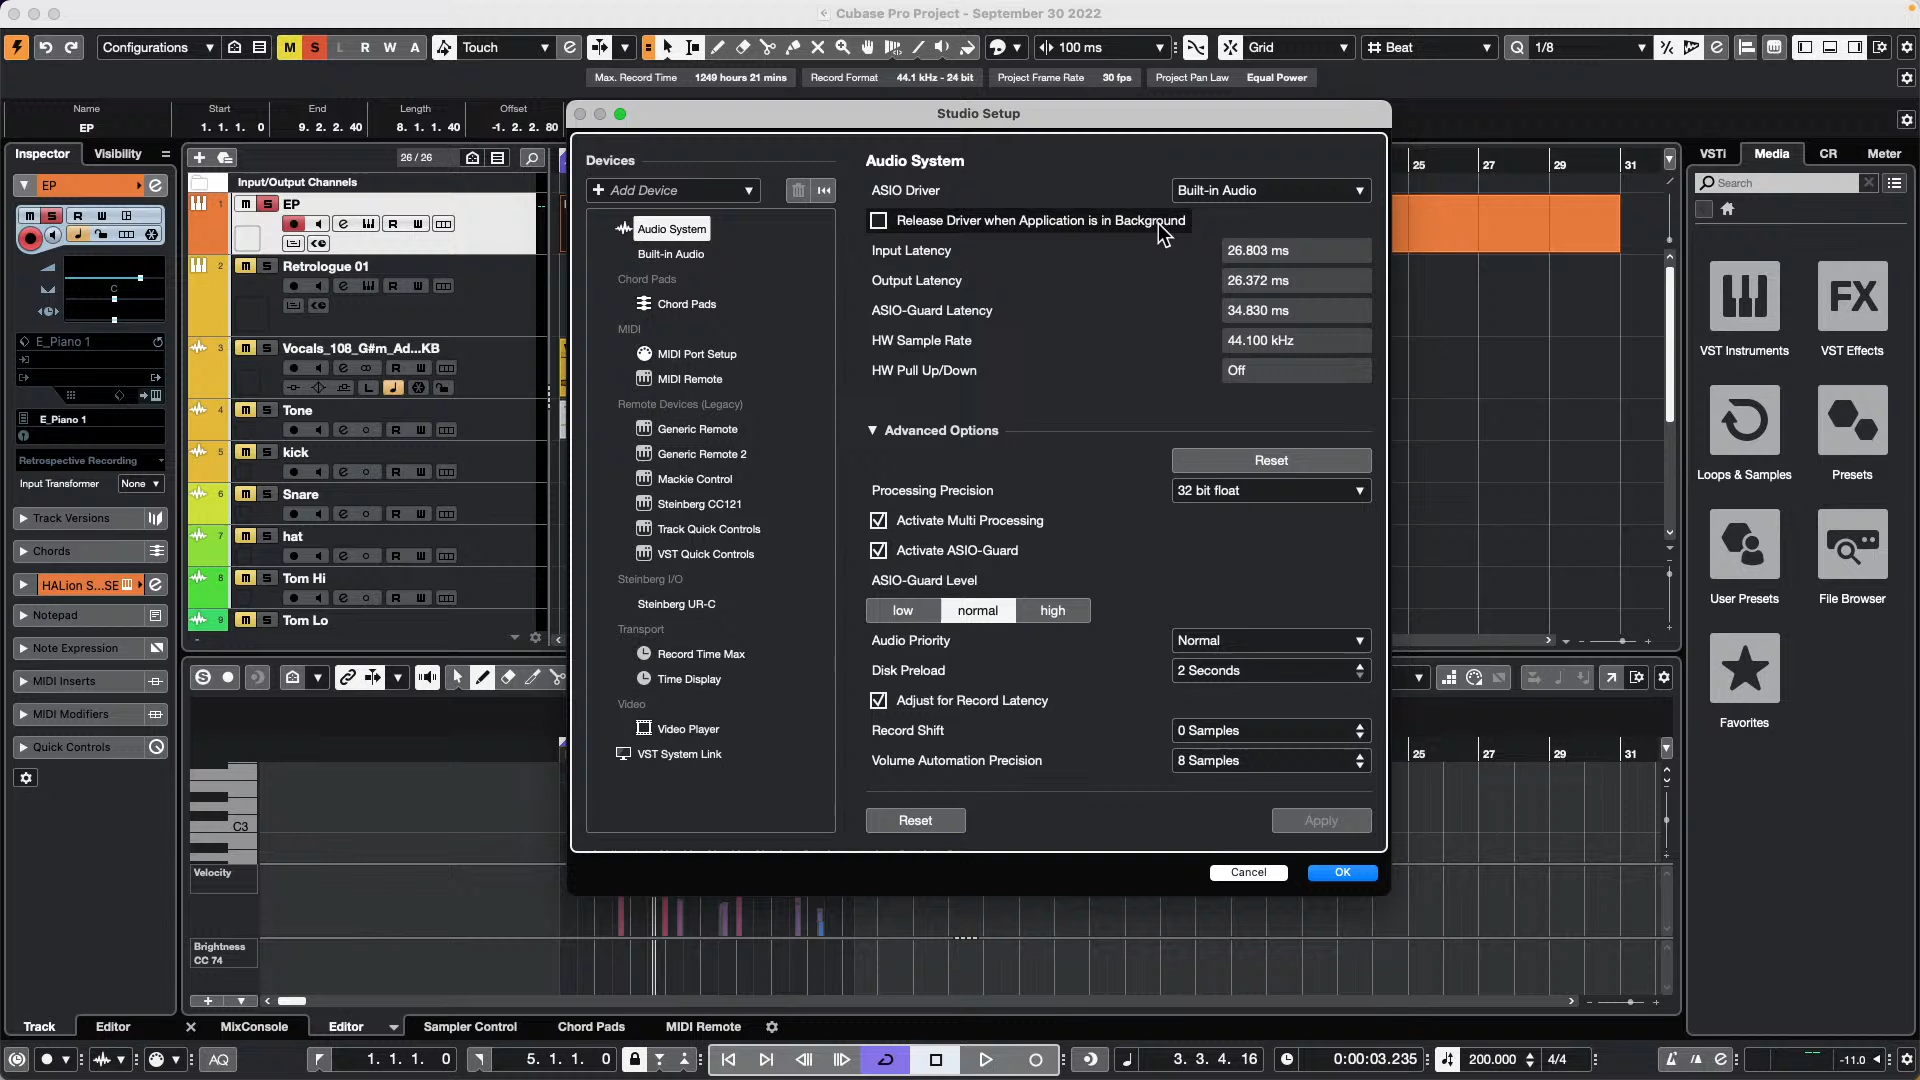 Cubase Pro Project - September 30 2022
Configurations
M S L R W A
Touch
100 ms
Grid
Beat
Q 1/8
Max. Record Time 1249 hours 21 mins Record Format 44.1 kHz - 24 bit Project Frame Rate 30 fps Project Pan Law Equal Power
Name Start End Length Offset
EP 1. 1. 1. 0 9. 2. 2. 40 8. 1. 1. 40 -1. 2. 2. 80
Inspector Visibility
EP
E_Piano 1
E_Piano 1
Retrospective Recording
Input Transformer None
Track Versions
Chords
HALion S...SE
Notepad
Note Expression
MIDI Inserts
MIDI Modifiers
Quick Controls
26 / 26
Input/Output Channels
1 EP
2 Retrologue 01
3 Vocals_108_G#m_Ad...KB
4 Tone
5 kick
6 Snare
7 hat
8 Tom Hi
9 Tom Lo
Studio Setup
Devices
Add Device
Audio System
Built-in Audio
Chord Pads
Chord Pads
MIDI
MIDI Port Setup
MIDI Remote
Remote Devices (Legacy)
Generic Remote
Generic Remote 2
Mackie Control
Steinberg CC121
Track Quick Controls
VST Quick Controls
Steinberg I/O
Steinberg UR-C
Transport
Record Time Max
Time Display
Video
Video Player
VST System Link
Audio System
ASIO Driver Built-in Audio
Release Driver when Application is in Background
Input Latency 26.803 ms
Output Latency 26.372 ms
ASIO-Guard Latency 34.830 ms
HW Sample Rate 44.100 kHz
HW Pull Up/Down Off
Advanced Options
Reset
Processing Precision 32 bit float
Activate Multi Processing
Activate ASIO-Guard
ASIO-Guard Level
low normal high
Audio Priority Normal
Disk Preload 2 Seconds
Adjust for Record Latency
Record Shift 0 Samples
Volume Automation Precision 8 Samples
Reset Apply
Cancel OK
25 27 29 31
VSTi Media CR Meter
Search
VST Instruments VST Effects
FX
Loops & Samples Presets
User Presets File Browser
Favorites
25 27 29 31
C3
Velocity
Brightness
CC 74
Track Editor MixConsole Editor Sampler Control Chord Pads MIDI Remote
AQ 1. 1. 1. 0 5. 1. 1. 0 3. 3. 4. 16 0:00:03.235 200.000 4/4 -11.0